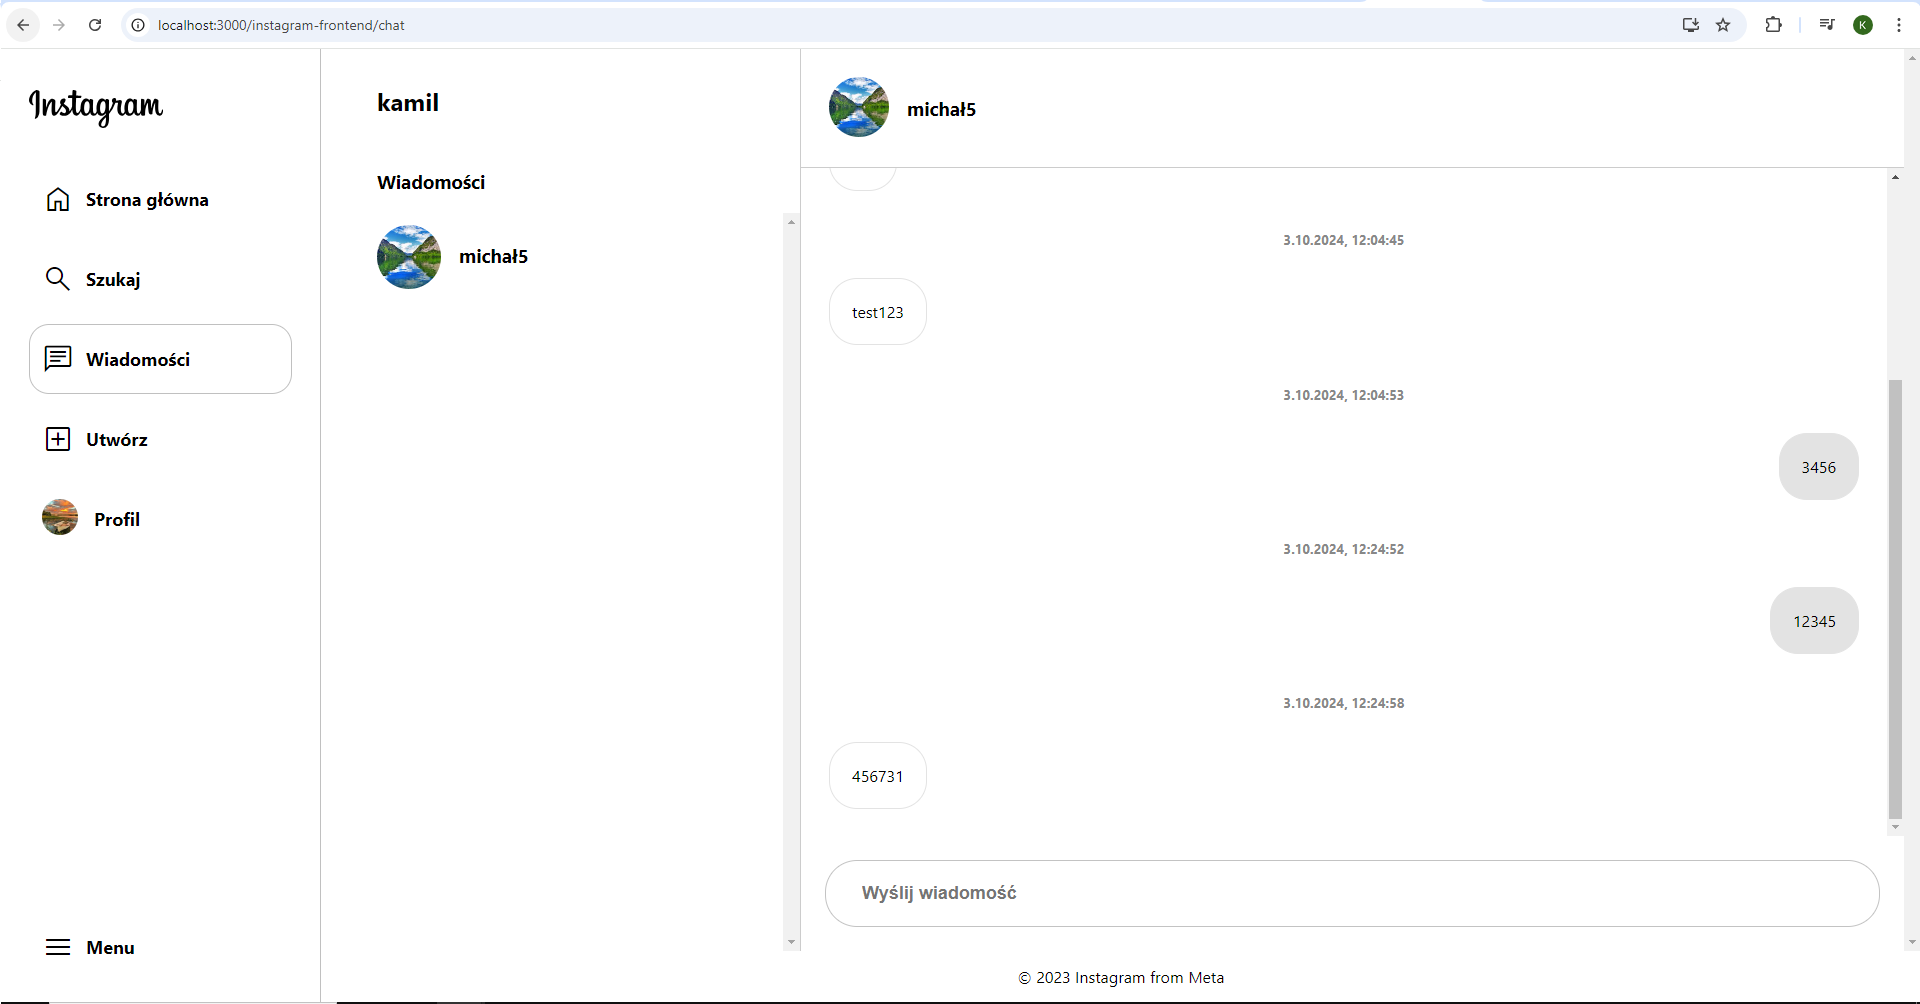 localhost:3000/instagram-frontend/chat
K
Instagram
Strona główna
Szukaj
Wiadomości
Utwórz
Profil
Menu
kamil
Wiadomości
michał5
michał5
3.10.2024, 12:04:45
test123
3.10.2024, 12:04:53
3456
3.10.2024, 12:24:52
12345
3.10.2024, 12:24:58
456731
Wyślij wiadomość
© 2023 Instagram from Meta